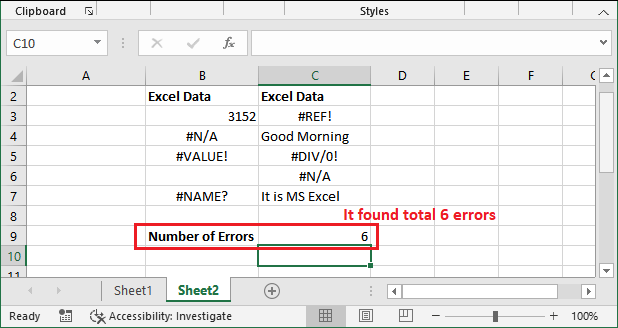 Clipboard Styles
C10 fx
A B C D E F
2 Excel Data Excel Data
3 3152 #REF!
4 #N/A Good Morning
5 #VALUE! #DIV/0!
6 #N/A
7 #NAME? It is MS Excel
8 It found total 6 errors
9 Number of Errors 6
10
Sheet1 Sheet2
Ready Accessibility: Investigate 100%